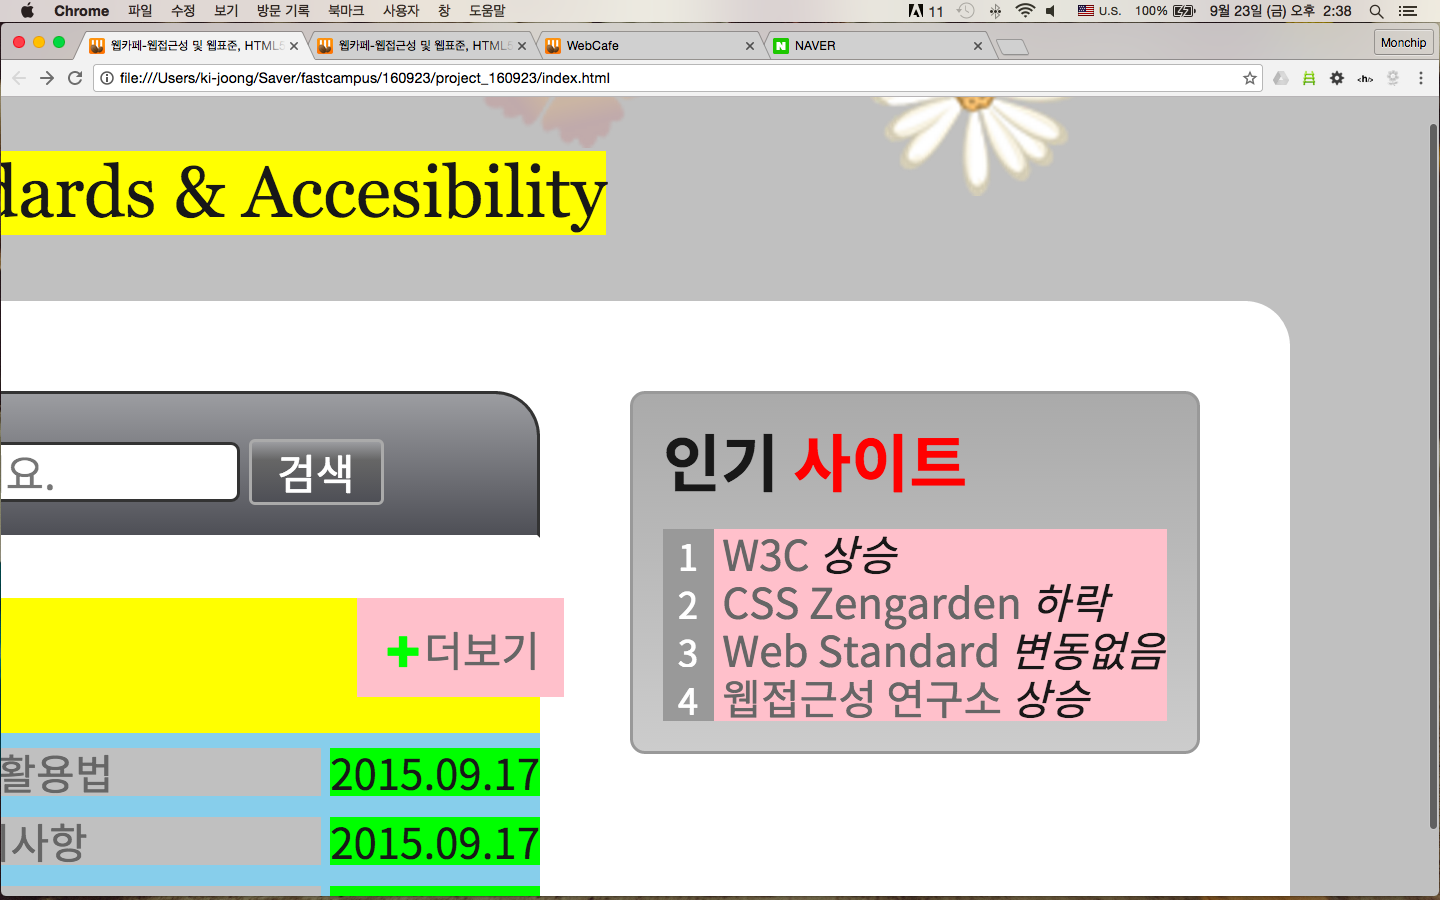 Chrome 파일 수정 보기 방문 기록 북마크 사용자 창 도움말 11 U.S. 100% 9월 23일 (금) 오후 2:38
웹카페-웹접근성 및 웹표준, HTML5 웹카페-웹접근성 및 웹표준, HTML5 WebCafe NAVER Monchip
file:///Users/ki-joong/Saver/fastcampus/160923/project_160923/index.html
dards & Accesibility
요. 검색
인기 사이트
1 W3C 상승
2 CSS Zengarden 하락
3 Web Standard 변동없음
4 웹접근성 연구소 상승
더보기
활용법 2015.09.17
사항 2015.09.17